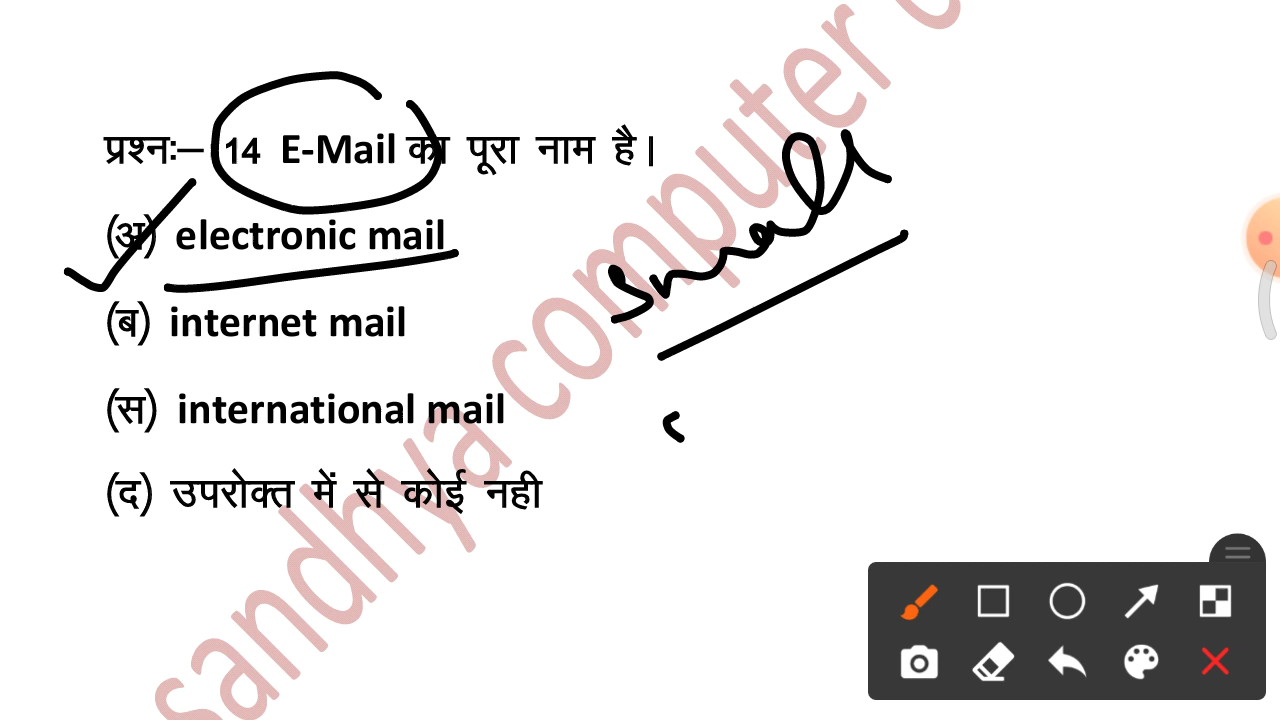 प्रश्नः– 14 E-Mail का पूरा नाम है।
(अ) electronic mail
(ब) internet mail
(स) international mail
(द) उपरोक्त में से कोई नही
sandhya computer